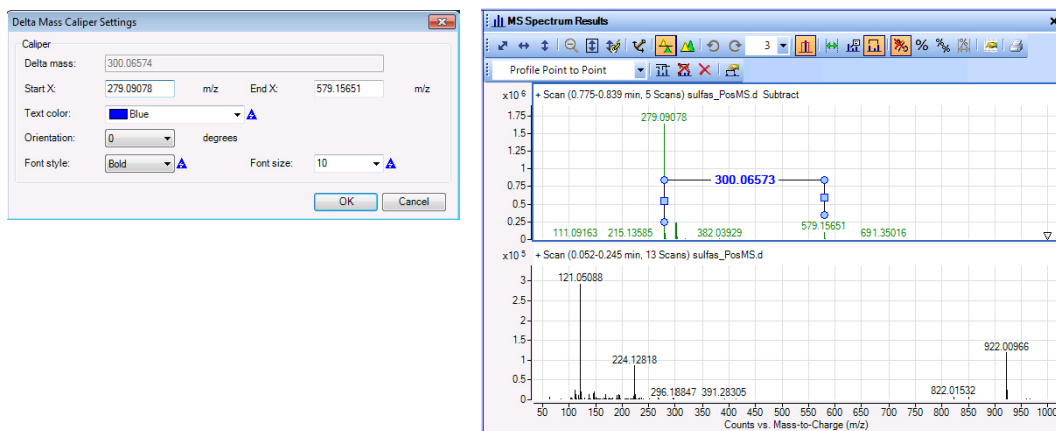 Delta Mass Caliper Settings
Caliper
Delta mass: 300.06574
Start X: 279.09078 m/z End X: 579.15651 m/z
Text color: Blue
Orientation: 0 degrees
Font style: Bold Font size: 10
OK Cancel
MS Spectrum Results
3 % %
Profile Point to Point
x10 6 + Scan (0.775-0.839 min, 5 Scans) sulfas_PosMS.d Subtract
279.09078
1.75
1.5
1.25
1
0.75
300.06573
0.5
0.25
0
111.09163 215.13585 382.03929 579.15651 691.35016
x10 5 + Scan (0.052-0.245 min, 13 Scans) sulfas_PosMS.d
3
121.05088
2.5
2
1.5
1
922.00966
224.12818
0.5
0
296.18847 391.28305 822.01532
50 100 150 200 250 300 350 400 450 500 550 600 650 700 750 800 850 900 950 1000
Counts vs. Mass-to-Charge (m/z)